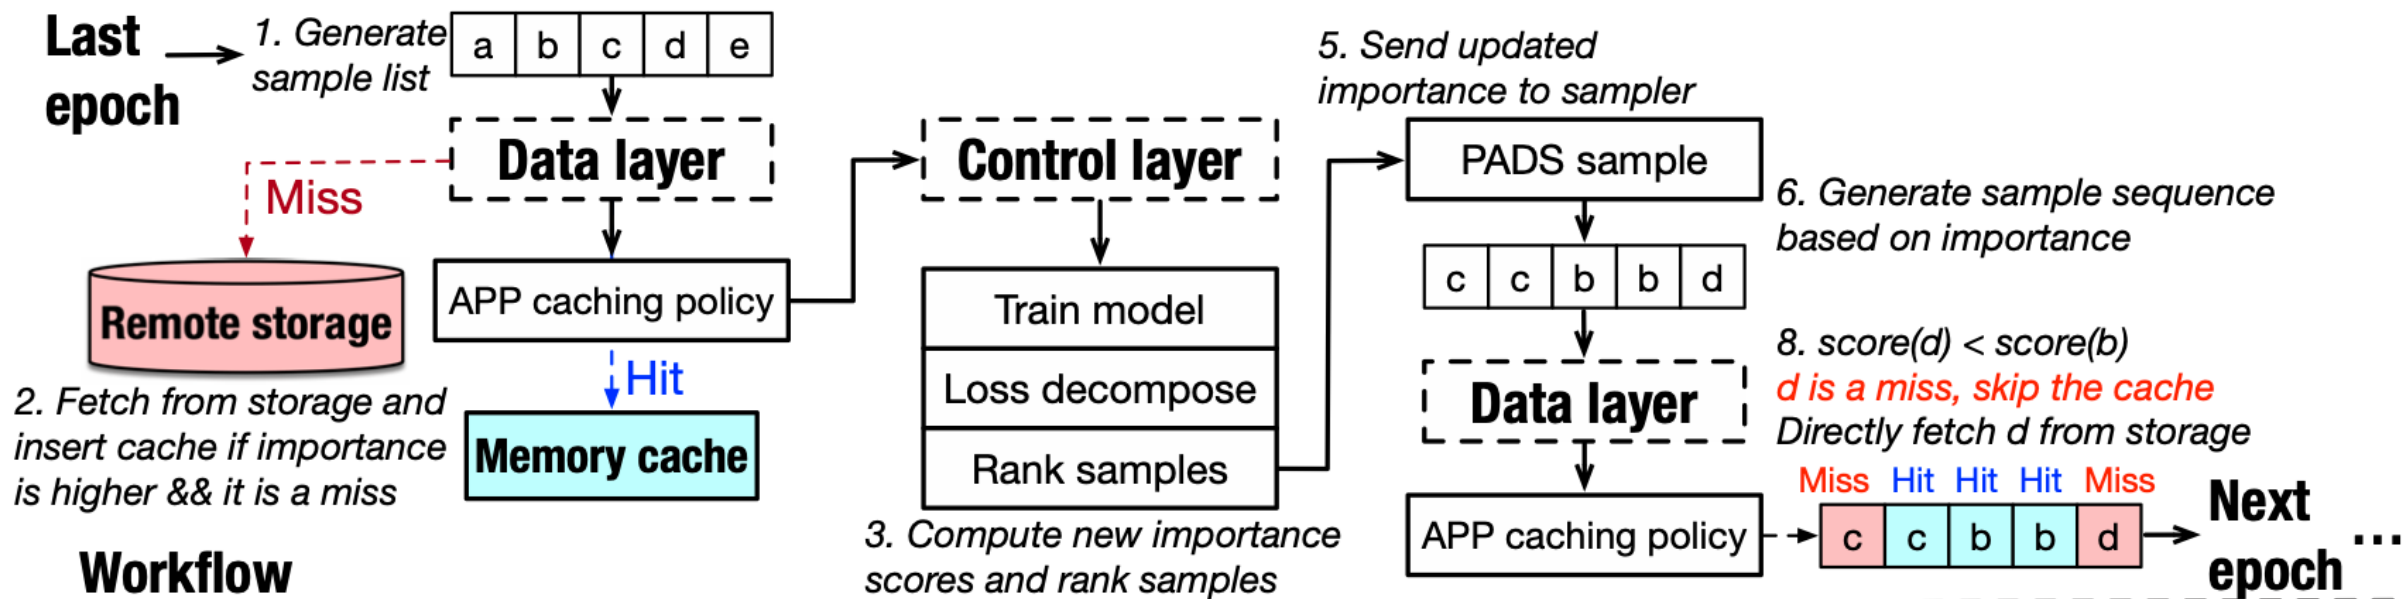 Last
epoch
1. Generate
sample list
a b c d e
Data layer
Miss
Remote storage
APP caching policy
Hit
Memory cache
2. Fetch from storage and
insert cache if importance
is higher && it is a miss
Workflow
Control layer
Train model
Loss decompose
Rank samples
3. Compute new importance
scores and rank samples
5. Send updated
importance to sampler
PADS sample
6. Generate sample sequence
based on importance
c c b b d
Data layer
8. score(d) < score(b)
d is a miss, skip the cache
Directly fetch d from storage
APP caching policy
Miss Hit Hit Hit Miss
c c b b d
Next
epoch
...